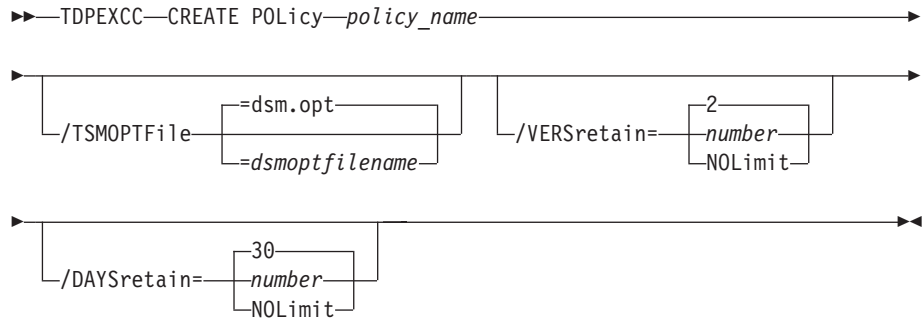 TDPEXCC CREATE POLicy policy_name
/TSMOPTFile =dsm.opt =dsmoptfilename
/VERSretain= 2 number NOLimit
/DAYSretain= 30 number NOLimit